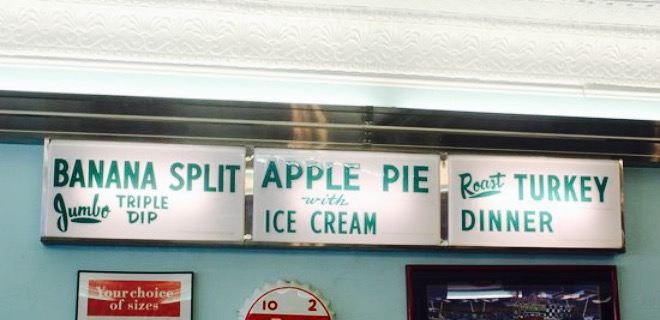 BANANA SPLIT
Jumbo TRIPLE DIP
APPLE PIE
with
ICE CREAM
Roast TURKEY
DINNER
Your choice
of sizes
10 2